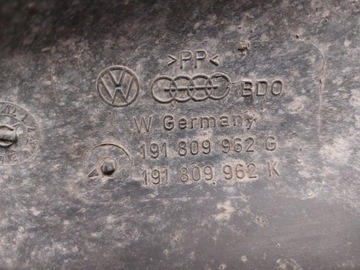 >PP<
BDO
W Germany
191 809 962 G
191 809 962 K